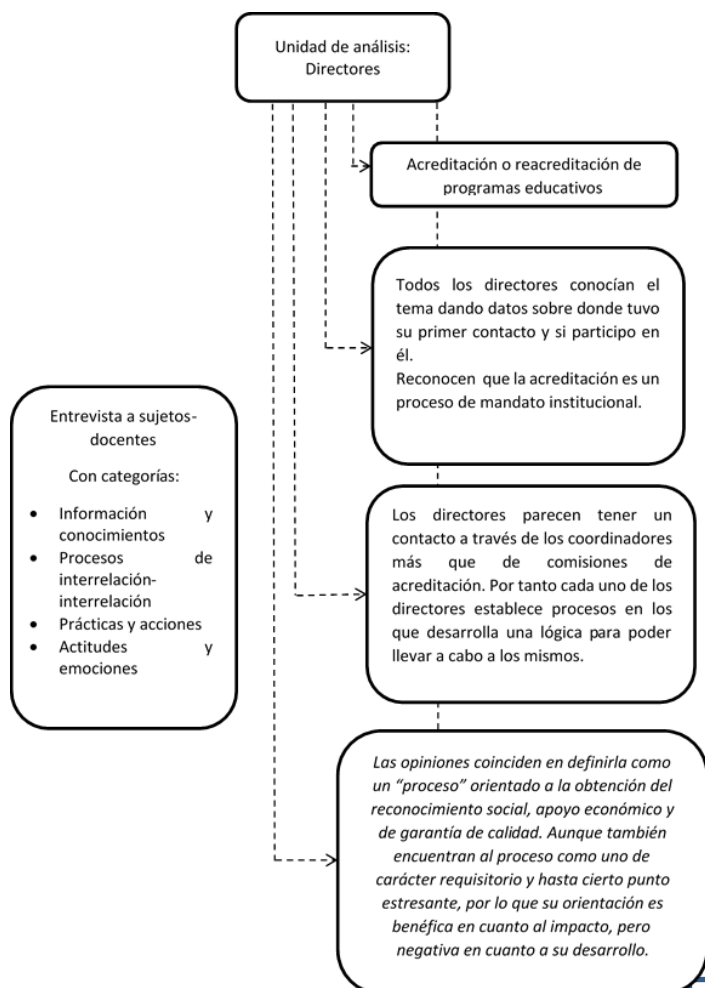 Unidad de análisis:
Directores
Acreditación o reacreditación de
programas educativos
Todos los directores conocían el
tema dando datos sobre donde tuvo
su primer contacto y si participo en
él.
Reconocen que la acreditación es un
proceso de mandato institucional.
Entrevista a sujetos-
docentes
Con categorías:
• Información y
conocimientos
• Procesos de
interrelación-
interrelación
• Prácticas y acciones
• Actitudes y
emociones
Los directores parecen tener un
contacto a través de los coordinadores
más que de comisiones de
acreditación. Por tanto cada uno de los
directores establece procesos en los
que desarrolla una lógica para poder
llevar a cabo a los mismos.
Las opiniones coinciden en definirla como
un “proceso” orientado a la obtención del
reconocimiento social, apoyo económico y
de garantía de calidad. Aunque también
encuentran al proceso como uno de
carácter requisitorio y hasta cierto punto
estresante, por lo que su orientación es
benéfica en cuanto al impacto, pero
negativa en cuanto a su desarrollo.